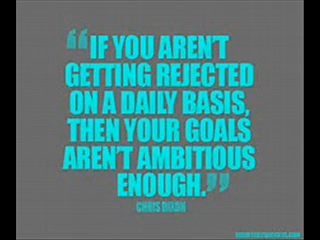 “IF YOU AREN'T
GETTING REJECTED
ON A DAILY BASIS,
THEN YOUR GOALS
AREN'T AMBITIOUS
ENOUGH.”
CHRIS DIXON